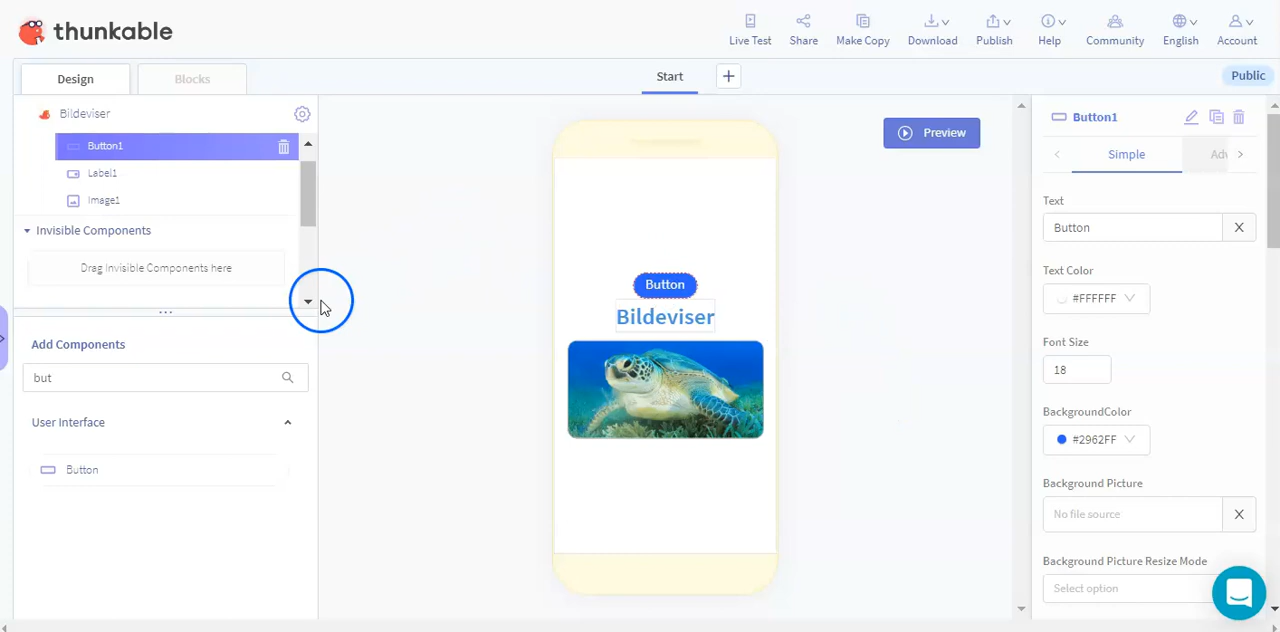 thunkable
Live Test
Share
Make Copy
Download
Publish
Help
Community
English
Account
Design
Blocks
Start
Public
Bildeviser
Button1
Label1
Image1
Invisible Components
Drag Invisible Components here
Add Components
but
User Interface
Button
Preview
Button
Bildeviser
Button1
Simple
Adv
Text
Button
X
Text Color
#FFFFFF
Font Size
18
BackgroundColor
#2962FF
Background Picture
No file source
X
Background Picture Resize Mode
Select option